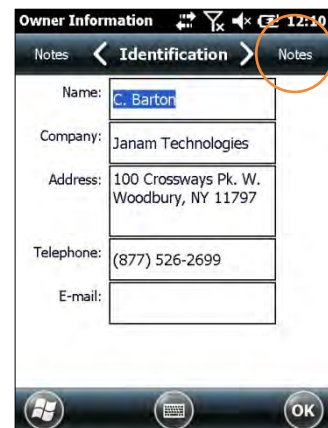 Owner Information 12:10
Notes Identification Notes
Name: C. Barton
Company: Janam Technologies
Address: 100 Crossways Pk. W.
Woodbury, NY 11797
Telephone: (877) 526-2699
E-mail:
OK